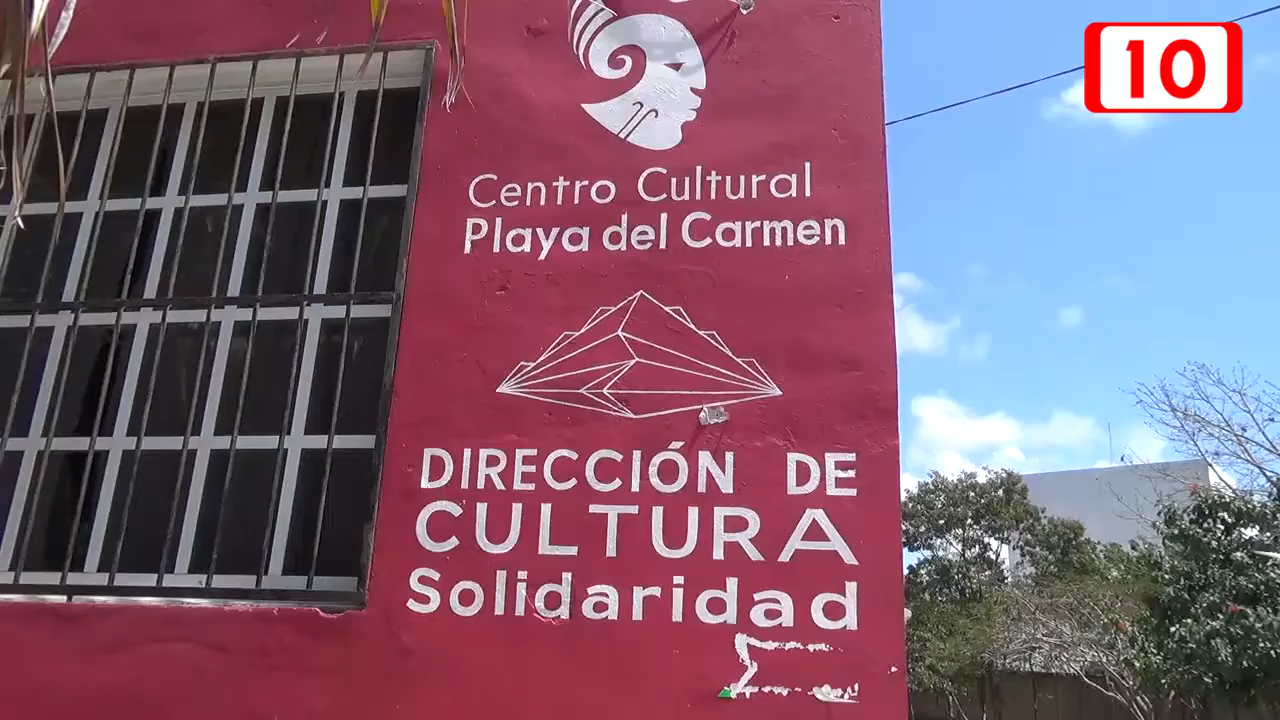 10
Centro Cultural
Playa del Carmen
DIRECCIÓN DE
CULTURA
Solidaridad